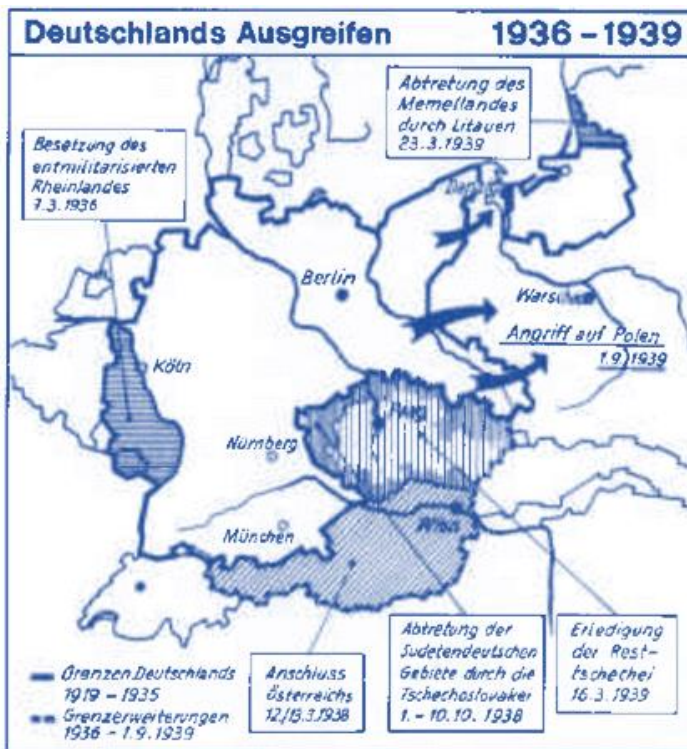 Deutschlands Ausgreifen 1936 – 1939
Abtretung des
Memellandes
durch Litauen
23.3.1939
Besetzung des
entmilitarisierten
Rheinlandes
7.3.1936
Danzig
Berlin
Warschau
Angriff auf Polen
1.9.1939
Köln
Prag
Nürnberg
München
Wien
Grenzen Deutschlands
1919 – 1935
Grenzerweiterungen
1936 – 1.9.1939
Anschluss
Österreichs
12./13.3.1938
Abtretung der
Sudetendeutschen
Gebiete durch die
Tschechoslowakei
1. – 10.10. 1938
Erledigung
der Rest-
tschechei
16.3.1939